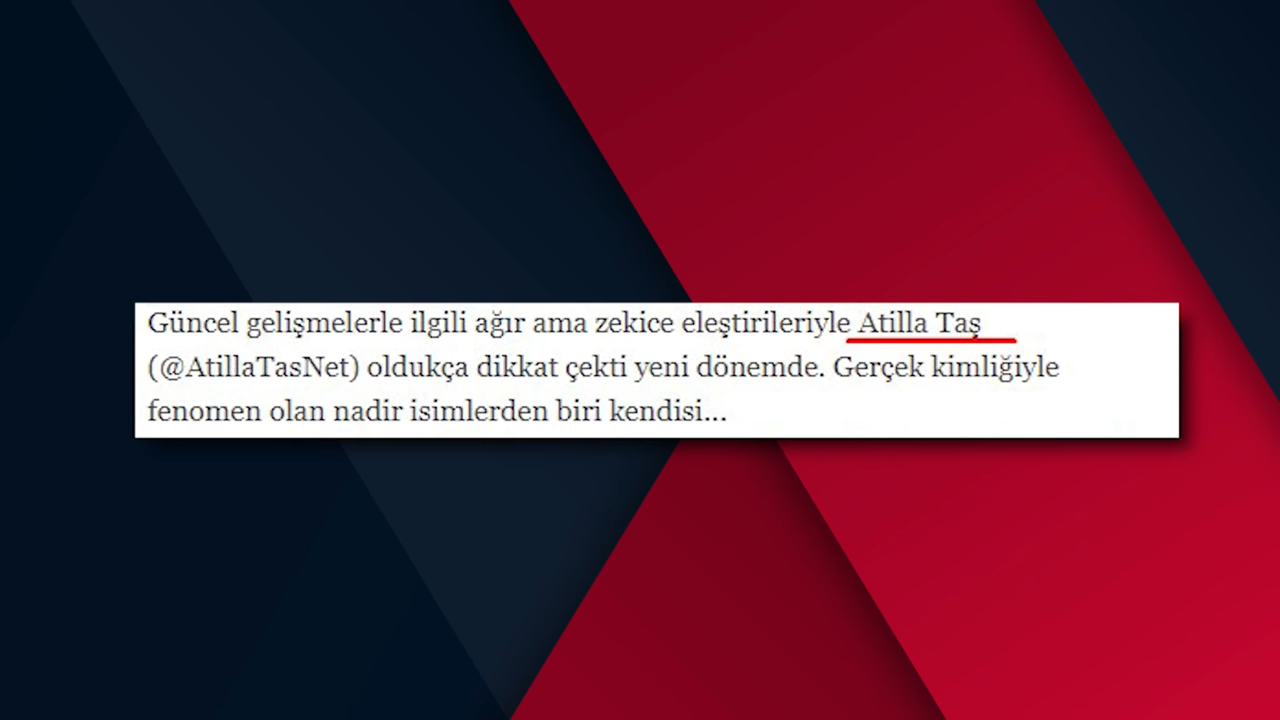 Güncel gelişmelerle ilgili ağır ama zekice eleştirileriyle Atilla Taş
(@AtillaTasNet) oldukça dikkat çekti yeni dönemde. Gerçek kimliğiyle
fenomen olan nadir isimlerden biri kendisi...